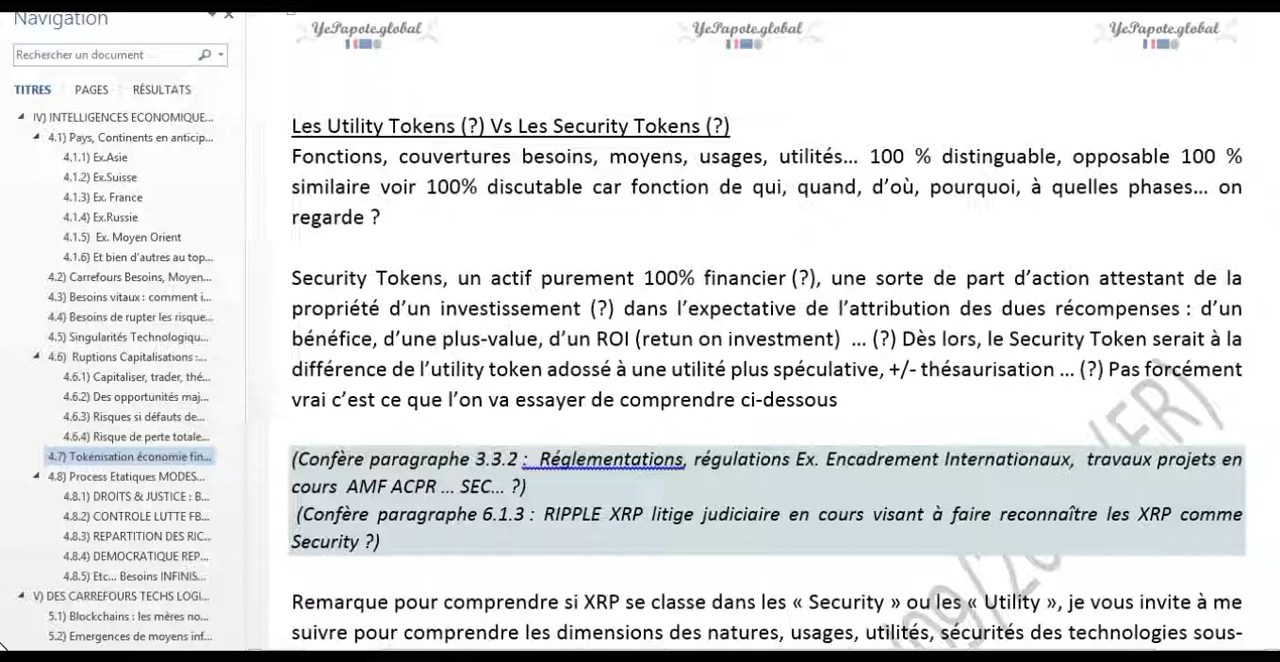 Navigation
Rechercher un document
TITRES PAGES RÉSULTATS
IV) INTELLIGENCES ECONOMIQUE...
4.1) Pays, Continents en anticip...
4.1.1) Ex.Asie
4.1.2) Ex.Suisse
4.1.3) Ex. France
4.1.4) Ex.Russie
4.1.5) Ex. Moyen Orient
4.1.6) Et bien d'autres au top...
4.2) Carrefours Besoins, Moyen...
4.3) Besoins vitaux : comment i...
4.4) Besoins de rupter les risque...
4.5) Singularités Technologiqu...
4.6) Ruptions Capitalisations :...
4.6.1) Capitaliser, trader, thé...
4.6.2) Des opportunités maj...
4.6.3) Risques si défauts de...
4.6.4) Risque de perte totale...
4.7) Tokénisation économie fin...
4.8) Process Etatiques MODES...
4.8.1) DROITS & JUSTICE : B...
4.8.2) CONTROLE LUTTE FB...
4.8.3) REPARTITION DES RIC...
4.8.4) DEMOCRATIQUE REP...
4.8.5) Etc... Besoins INFINIS...
V) DES CARREFOURS TECHS LOGI...
5.1) Blockchains : les mères no...
5.2) Emergences de moyens inf...
YePapote.global YePapote.global YePapote.global
Les Utility Tokens (?) Vs Les Security Tokens (?)
Fonctions, couvertures besoins, moyens, usages, utilités... 100 % distinguable, opposable 100 %
similaire voir 100% discutable car fonction de qui, quand, d'où, pourquoi, à quelles phases... on
regarde ?
Security Tokens, un actif purement 100% financier (?), une sorte de part d'action attestant de la
propriété d'un investissement (?) dans l'expectative de l'attribution des dues récompenses : d'un
bénéfice, d'une plus-value, d'un ROI (retun on investment) ... (?) Dès lors, le Security Token serait à la
différence de l'utility token adossé à une utilité plus spéculative, +/- thésaurisation ... (?) Pas forcément
vrai c'est ce que l'on va essayer de comprendre ci-dessous
(Confère paragraphe 3.3.2 : Réglementations, régulations Ex. Encadrement Internationaux, travaux projets en
cours AMF ACPR ... SEC... ?)
(Confère paragraphe 6.1.3 : RIPPLE XRP litige judiciaire en cours visant à faire reconnaître les XRP comme
Security ?)
Remarque pour comprendre si XRP se classe dans les « Security » ou les « Utility », je vous invite à me
suivre pour comprendre les dimensions des natures, usages, utilités, sécurités des technologies sous-